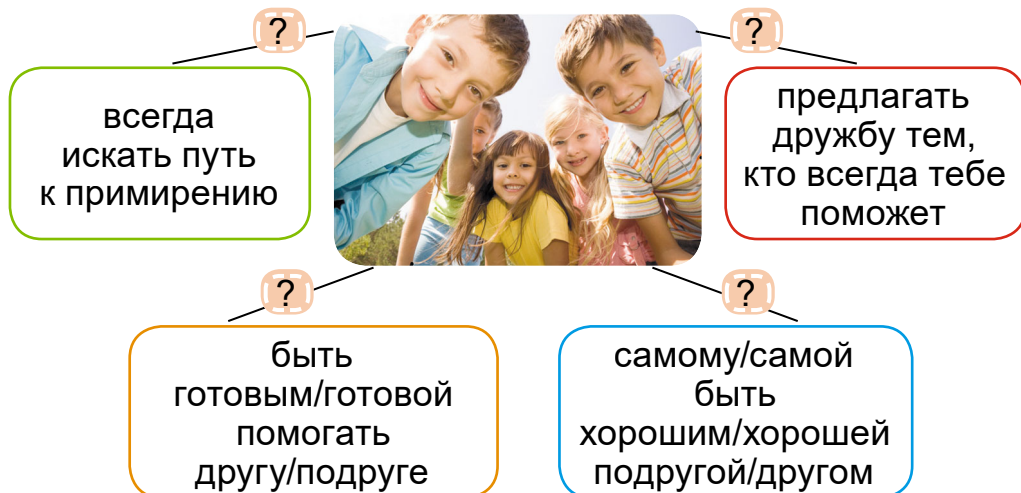 ?
?
всегда
искать путь
к примирению
предлагать
дружбу тем,
кто всегда тебе
поможет
?
?
быть
готовым/готовой
помогать
другу/подруге
самому/самой
быть
хорошим/хорошей
подругой/другом